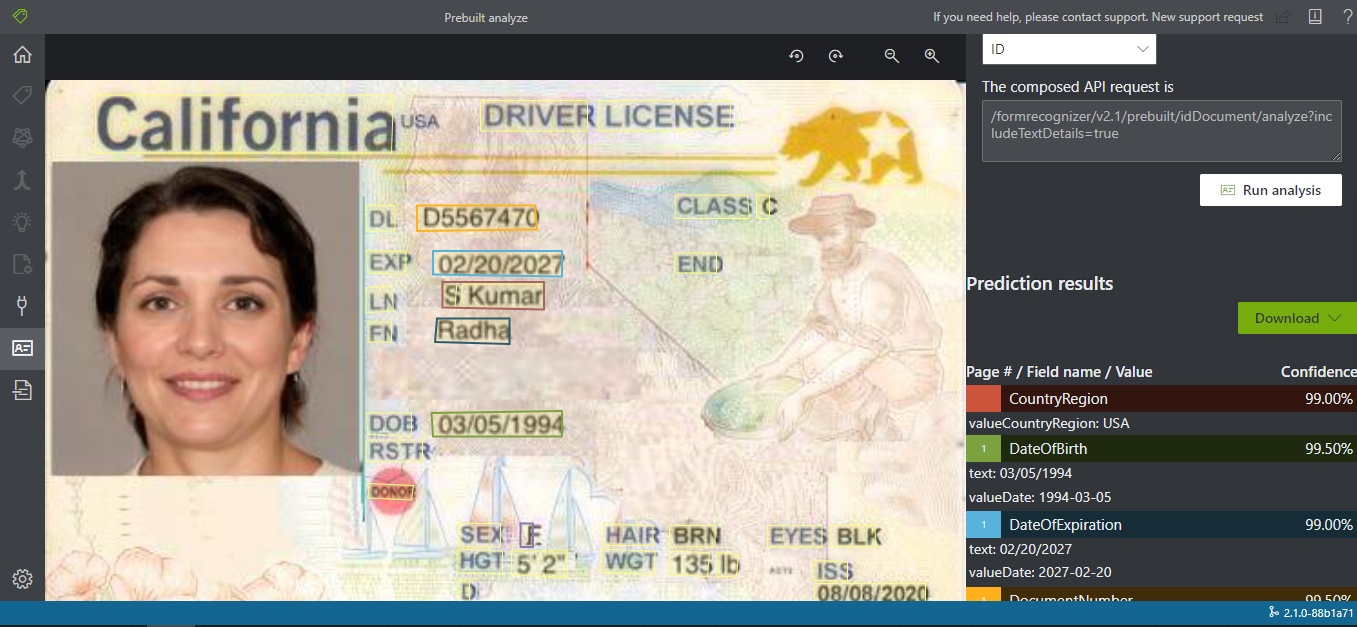 Prebuilt analyze
If you need help, please contact support. New support request
California USA DRIVER LICENSE
DL D5567470
CLASS C
EXP 02/20/2027
END
LN S Kumar
FN Radha
DOB 03/05/1994
RSTR
DONOR
SEX F HAIR BRN EYES BLK
HGT 5' 2" WGT 135 lb ISS
D 08/08/2020
ID
The composed API request is
/formrecognizer/v2.1/prebuilt/idDocument/analyze?inc
ludeTextDetails=true
Run analysis
Prediction results
Download
Page # / Field name / Value Confidence
CountryRegion 99.00%
valueCountryRegion: USA
1 DateOfBirth 99.50%
text: 03/05/1994
valueDate: 1994-03-05
1 DateOfExpiration 99.00%
text: 02/20/2027
valueDate: 2027-02-20
1 DocumentNumber 99.50%
2.1.0-88b1a71